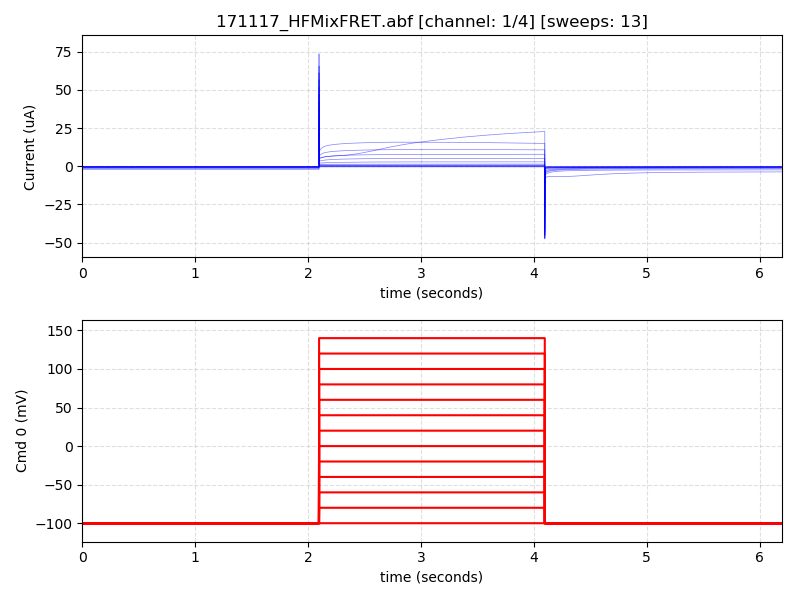 171117_HFMixFRET.abf [channel: 1/4] [sweeps: 13]
75
50
25
0
−25
−50
Current (uA)
0 1 2 3 4 5 6
time (seconds)
150
100
50
0
−50
−100
Cmd 0 (mV)
0 1 2 3 4 5 6
time (seconds)